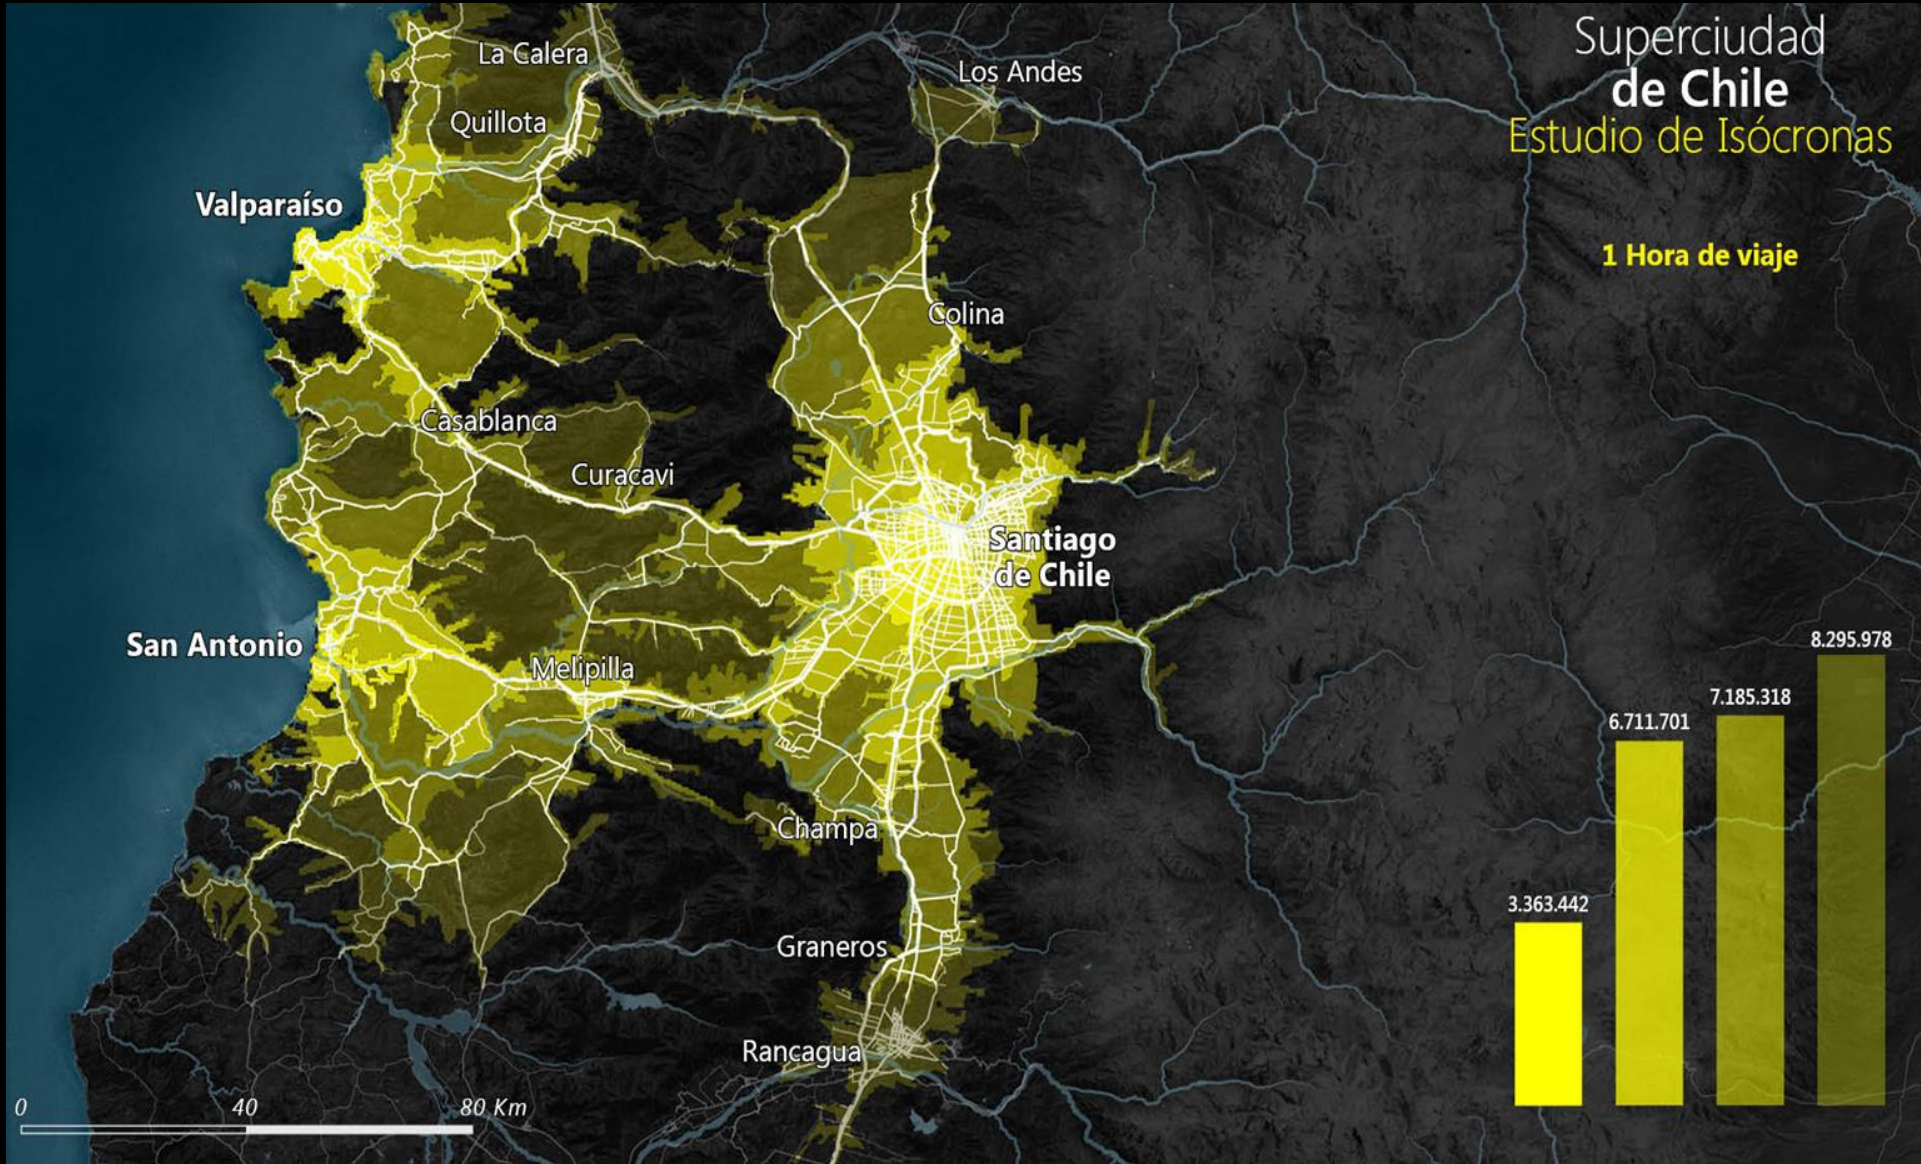 Superciudad
de Chile
Estudio de Isócronas
1 Hora de viaje
La Calera
Los Andes
Quillota
Valparaíso
Colina
Casablanca
Curacavi
Santiago
de Chile
San Antonio
Melipilla
Champa
Graneros
Rancagua
8.295.978
7.185.318
6.711.701
3.363.442
0 40 80 Km